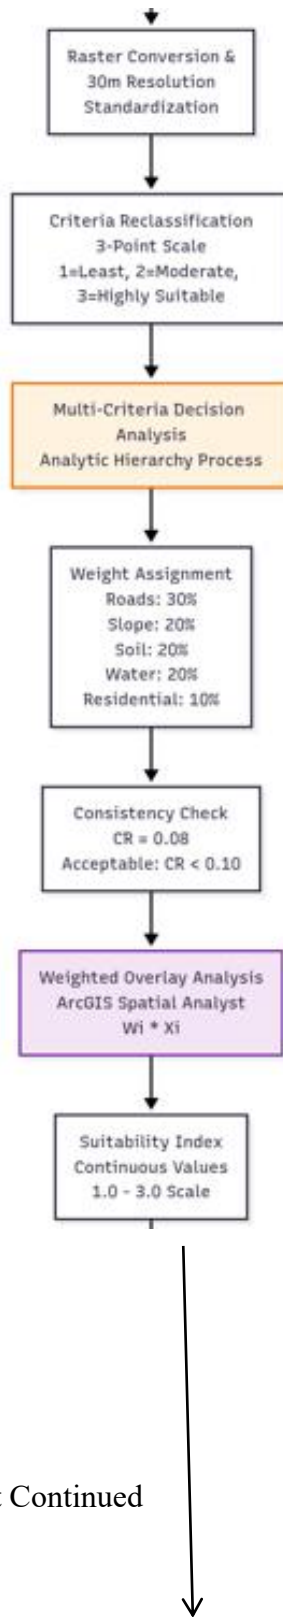 Raster Conversion &
30m Resolution
Standardization
Criteria Reclassification
3-Point Scale
1=Least, 2=Moderate,
3=Highly Suitable
Multi-Criteria Decision
Analysis
Analytic Hierarchy Process
Weight Assignment
Roads: 30%
Slope: 20%
Soil: 20%
Water: 20%
Residential: 10%
Consistency Check
CR = 0.08
Acceptable: CR < 0.10
Weighted Overlay Analysis
ArcGIS Spatial Analyst
Wi * Xi
Suitability Index
Continuous Values
1.0 - 3.0 Scale
Continued